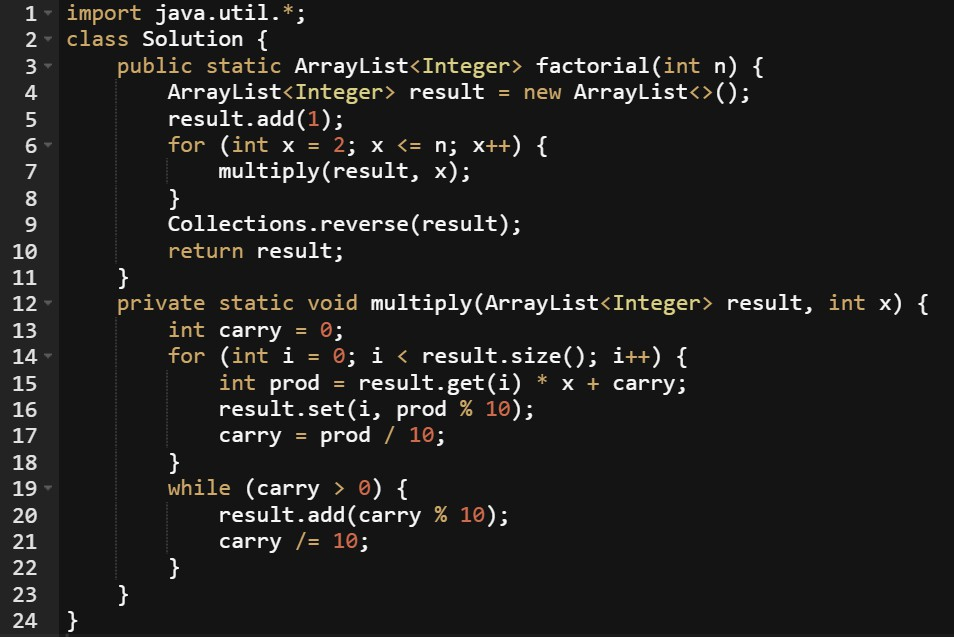 1 import java.util.*;
2 class Solution {
3     public static ArrayList<Integer> factorial(int n) {
4         ArrayList<Integer> result = new ArrayList<>();
5         result.add(1);
6         for (int x = 2; x <= n; x++) {
7             multiply(result, x);
8         }
9         Collections.reverse(result);
10         return result;
11     }
12     private static void multiply(ArrayList<Integer> result, int x) {
13         int carry = 0;
14         for (int i = 0; i < result.size(); i++) {
15             int prod = result.get(i) * x + carry;
16             result.set(i, prod % 10);
17             carry = prod / 10;
18         }
19         while (carry > 0) {
20             result.add(carry % 10);
21             carry /= 10;
22         }
23     }
24 }